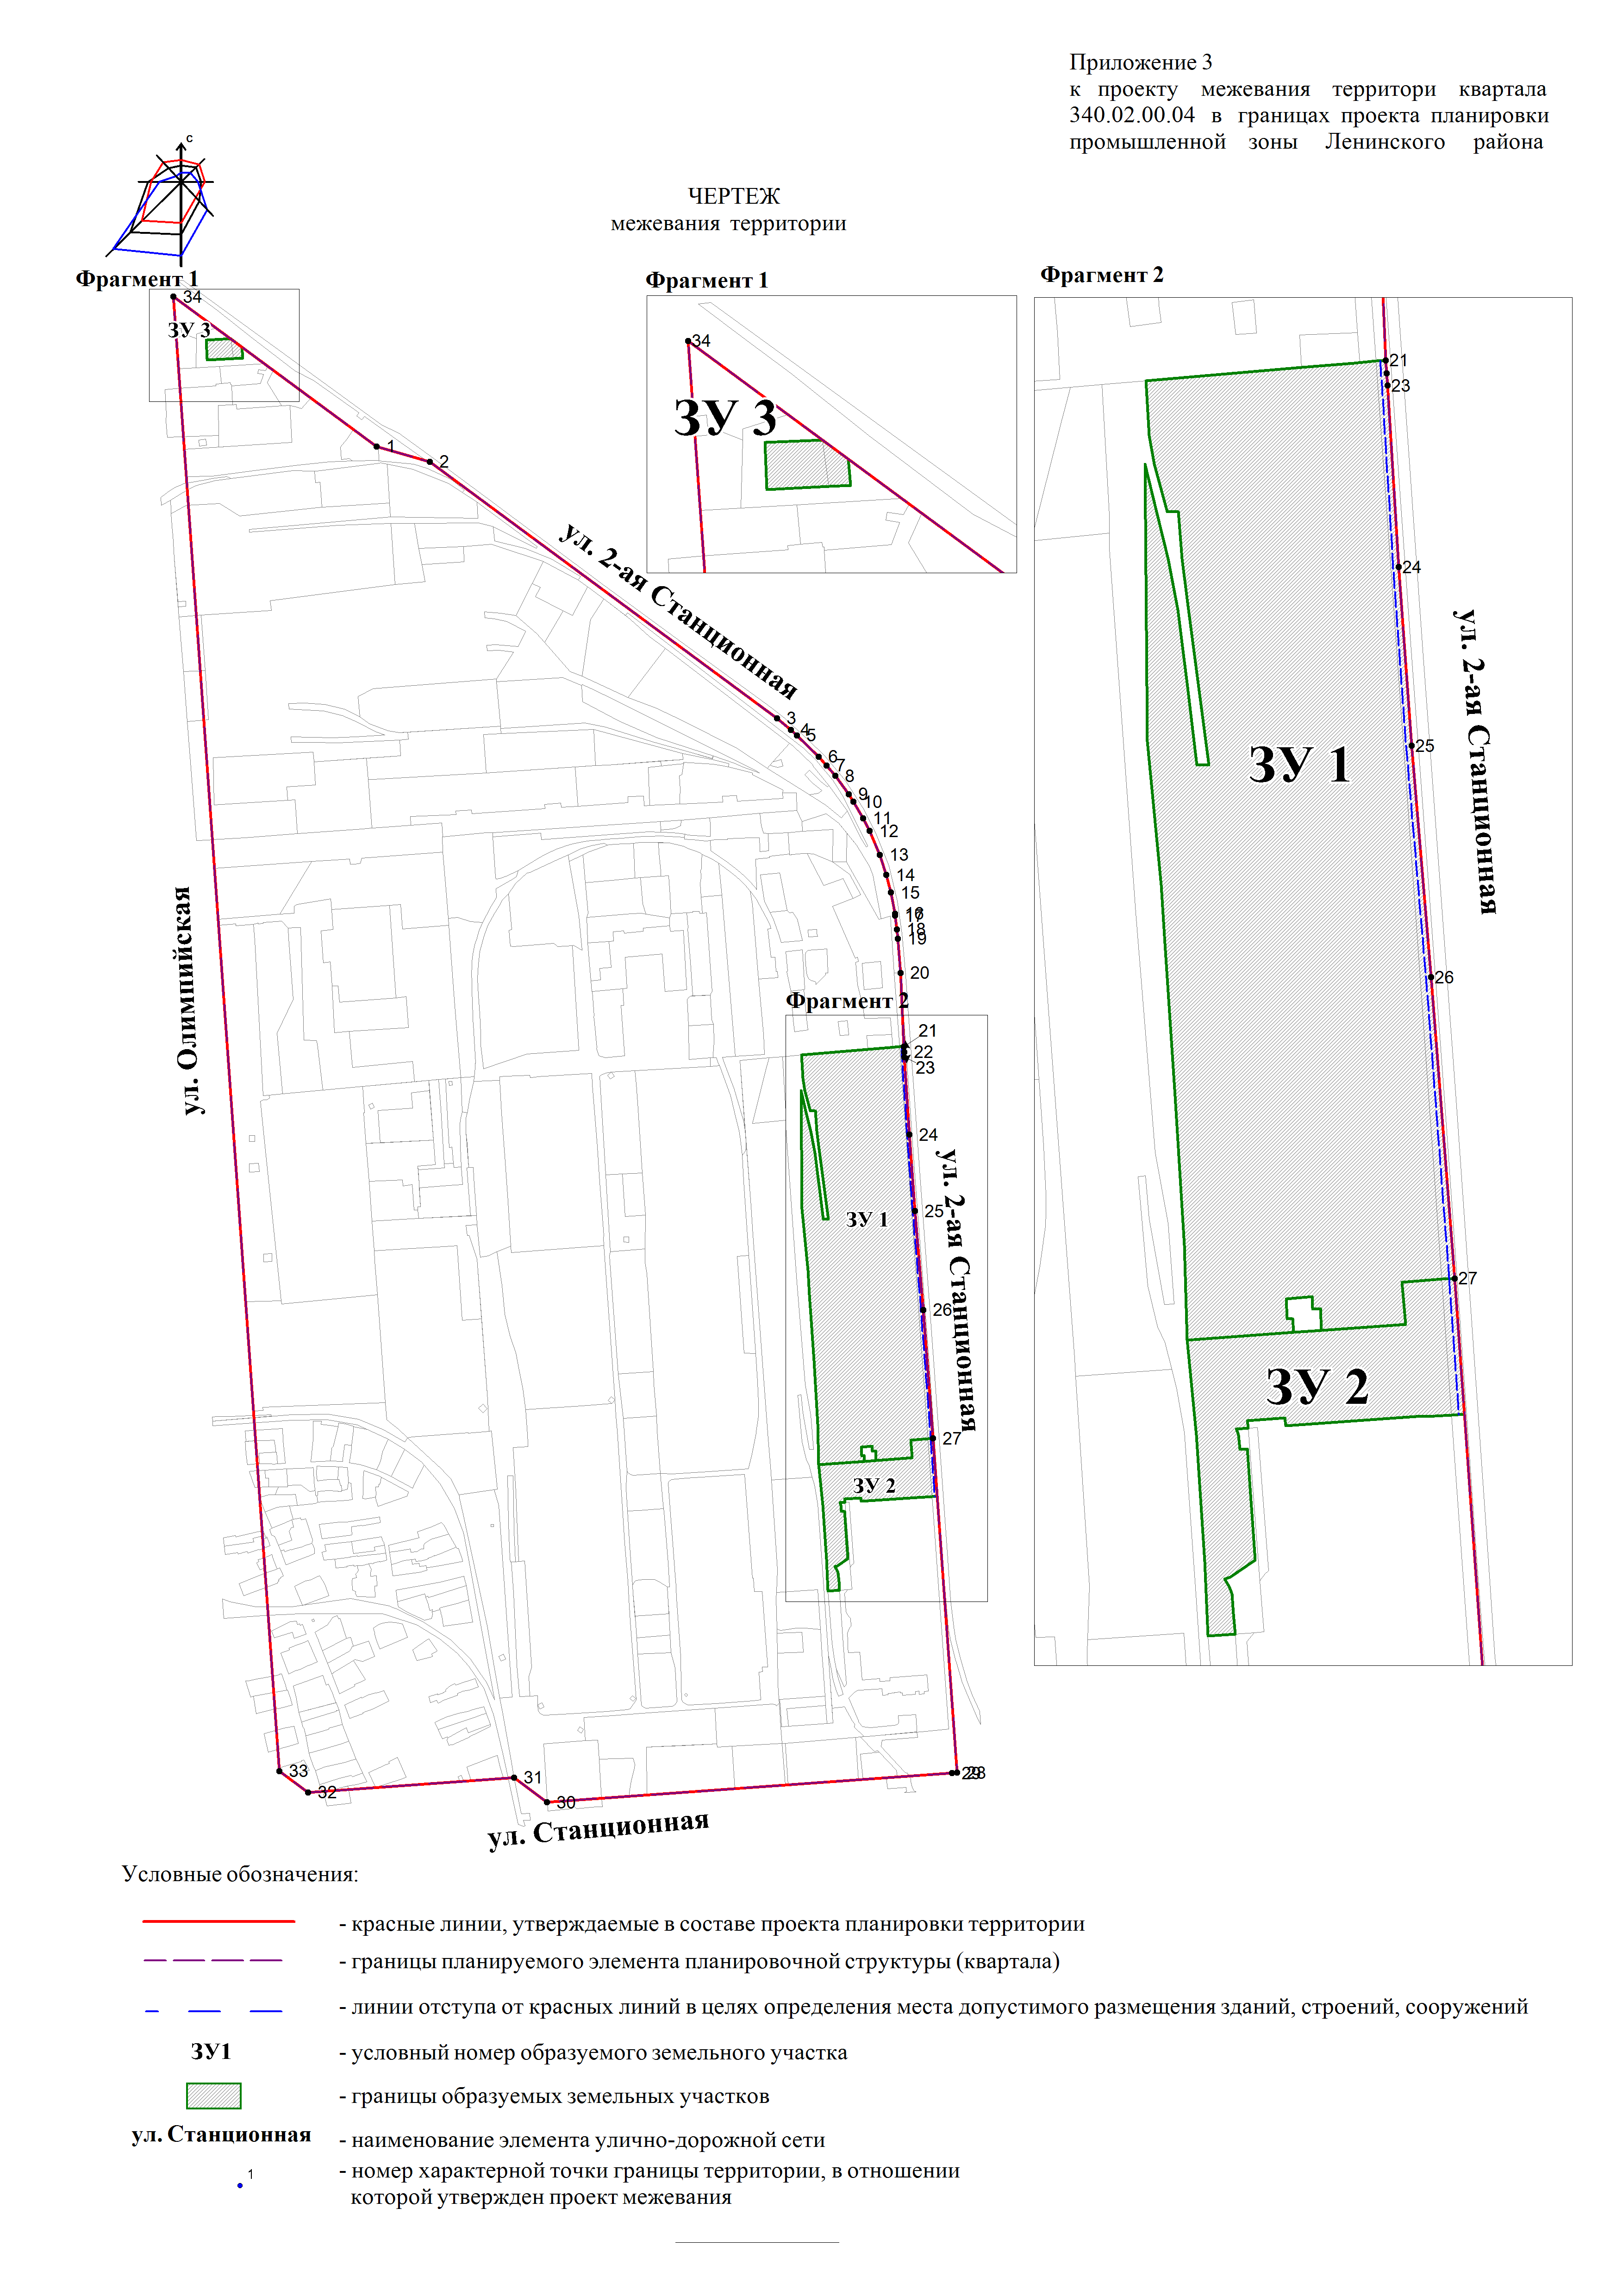 Приложение 3
к проекту межевания территори квартала
340.02.00.04 в границах проекта планировки
промышленной зоны Ленинского района
с
ЧЕРТЕЖ
межевания территории
Фрагмент 1
34
ЗУ 3
1
2
ул. 2-ая Станционная
3
4
5
6
7
8
9
10
11
12
13
14
15
16
17
18
19
20
ул. Олимпийская
Фрагмент 2
21
22
23
24
25
26
27
ул. 2-ая Станционная
ЗУ 1
ЗУ 2
33
32
31
30
29
28
ул. Станционная
Фрагмент 1
34
ЗУ 3
Фрагмент 2
21
23
24
25
26
27
ул. 2-ая Станционная
ЗУ 1
ЗУ 2
Условные обозначения:
- красные линии, утверждаемые в составе проекта планировки территории
- границы планируемого элемента планировочной структуры (квартала)
- линии отступа от красных линий в целях определения места допустимого размещения зданий, строений, сооружений
ЗУ1 - условный номер образуемого земельного участка
- границы образуемых земельных участков
ул. Станционная - наименование элемента улично-дорожной сети
1 - номер характерной точки границы территории, в отношении
которой утвержден проект межевания